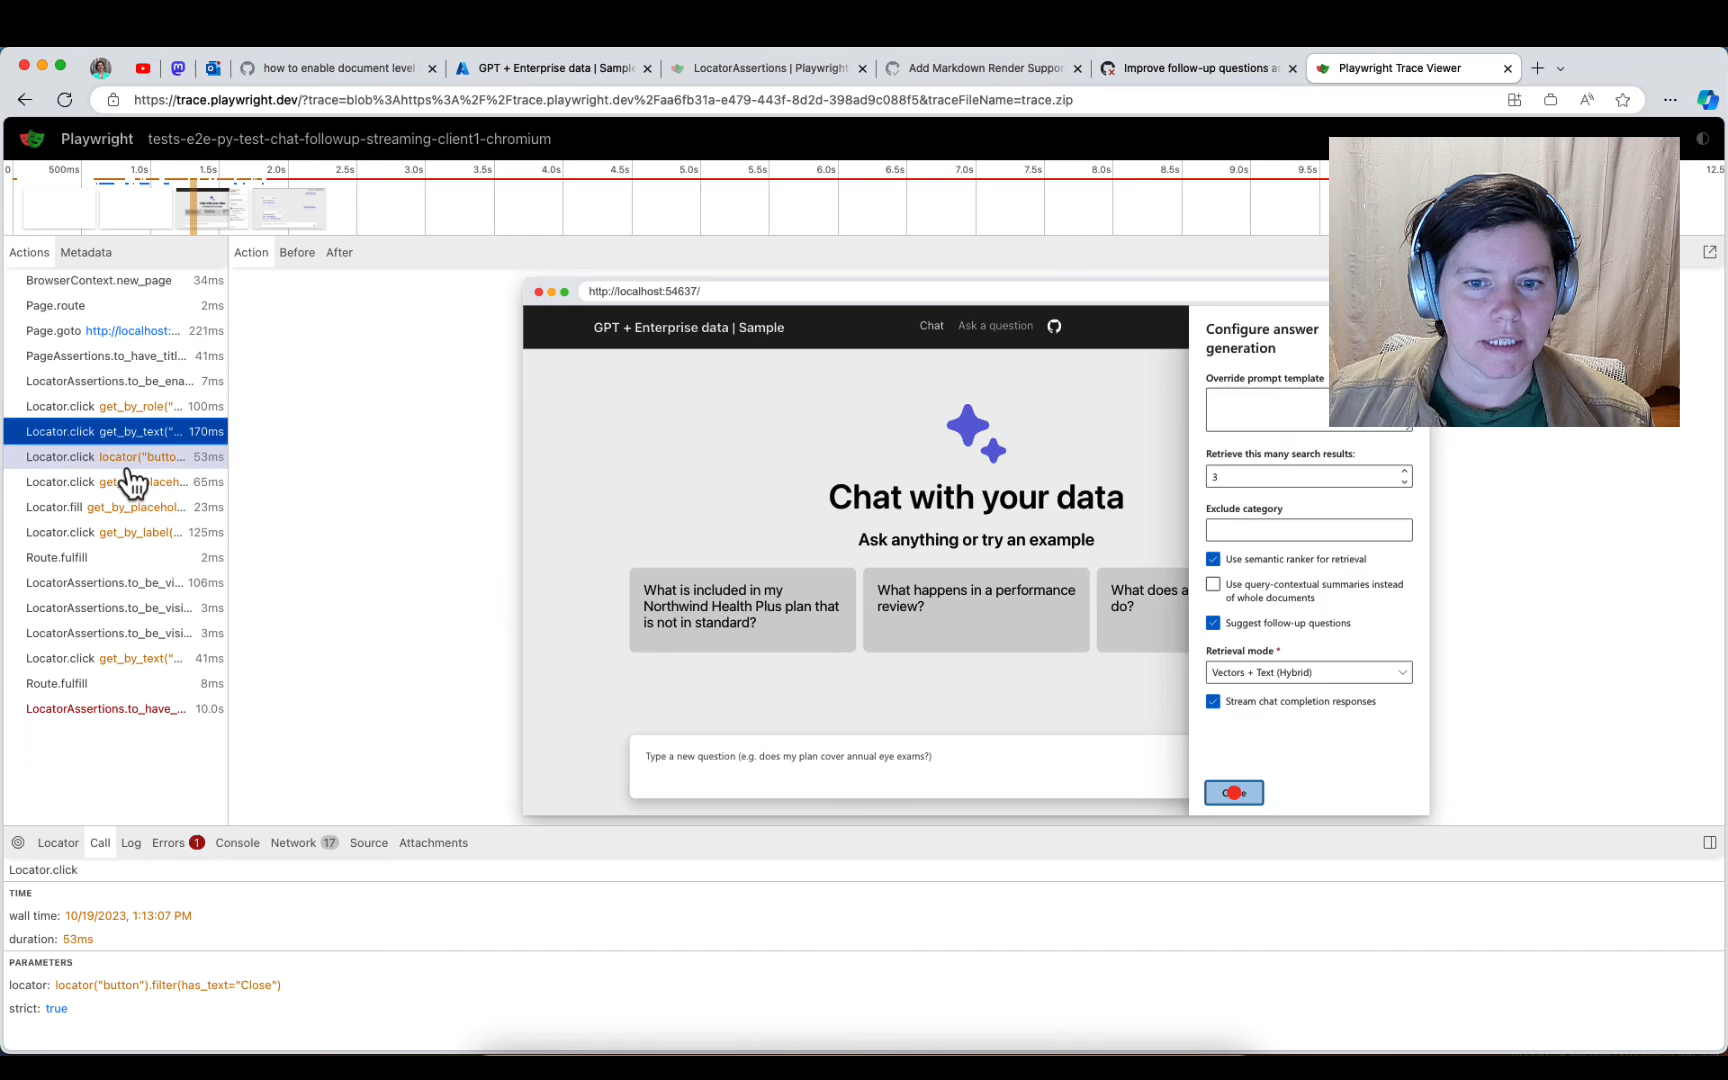 how to enable document level
GPT + Enterprise data | Sample
LocatorAssertions | Playwright
Add Markdown Render Suppor
Improve follow-up questions a
Playwright Trace Viewer
https://trace.playwright.dev/?trace=blob%3Ahttps%3A%2F%2Ftrace.playwright.dev%2Faa6fb31a-e479-443f-8d2d-398ad9c088f5&traceFileName=trace.zip
Playwright tests-e2e-py-test-chat-followup-streaming-client1-chromium
0 500ms 1.0s 1.5s 2.0s 2.5s 3.0s 3.5s 4.0s 4.5s 5.0s 5.5s 6.0s 6.5s 7.0s 7.5s 8.0s 8.5s 9.0s 9.5s 12.5
Actions Metadata
Action Before After
BrowserContext.new_page 34ms
Page.route 2ms
Page.goto http://localhost:... 221ms
PageAssertions.to_have_titl... 41ms
LocatorAssertions.to_be_ena... 7ms
Locator.click get_by_role("... 100ms
Locator.click get_by_text("... 170ms
Locator.click locator("butto... 53ms
Locator.click get_ laceh... 65ms
Locator.fill get_by_placehol... 23ms
Locator.click get_by_label(... 125ms
Route.fulfill 2ms
LocatorAssertions.to_be_vi... 106ms
LocatorAssertions.to_be_visi... 3ms
LocatorAssertions.to_be_visi... 3ms
Locator.click get_by_text("... 41ms
Route.fulfill 8ms
LocatorAssertions.to_have_... 10.0s
http://localhost:54637/
GPT + Enterprise data | Sample
Chat Ask a question
Chat with your data
Ask anything or try an example
What is included in my
Northwind Health Plus plan that
is not in standard?
What happens in a performance
review?
What does a
do?
Type a new question (e.g. does my plan cover annual eye exams?)
Configure answer
generation
Override prompt template
Retrieve this many search results:
3
Exclude category
Use semantic ranker for retrieval
Use query-contextual summaries instead
of whole documents
Suggest follow-up questions
Retrieval mode *
Vectors + Text (Hybrid)
Stream chat completion responses
Locator Call Log Errors 1 Console Network 17 Source Attachments
Locator.click
TIME
wall time: 10/19/2023, 1:13:07 PM
duration: 53ms
PARAMETERS
locator: locator("button").filter(has_text="Close")
strict: true